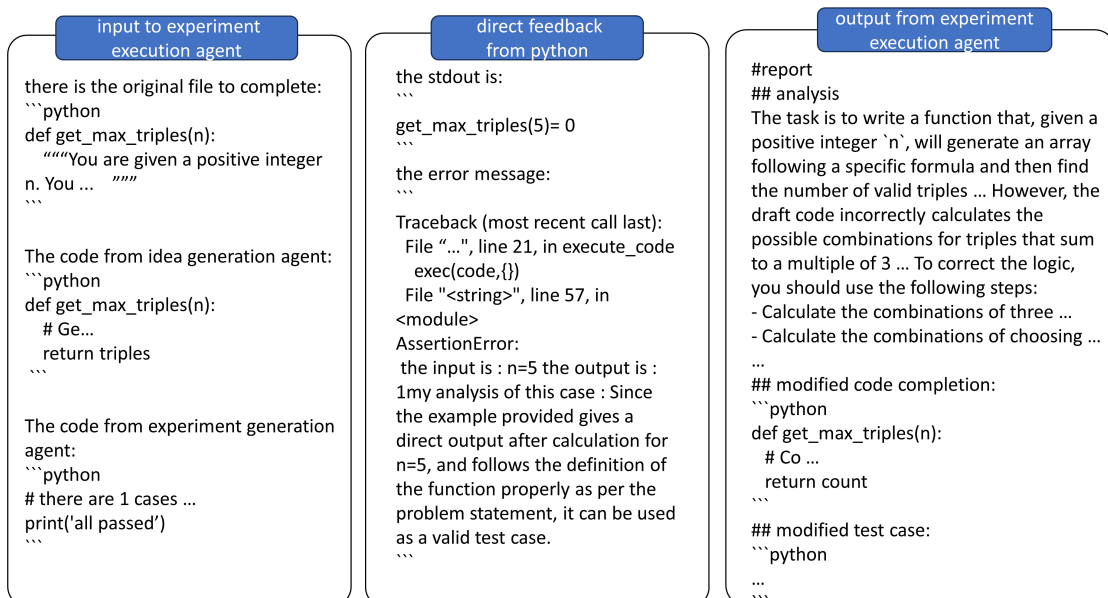 input to experiment
execution agent
there is the original file to complete:
```python
def get_max_triples(n):
“““You are given a positive integer
n. You ... ”””
```
The code from idea generation agent:
```python
def get_max_triples(n):
# Ge...
return triples
```
The code from experiment generation
agent:
```python
# there are 1 cases ...
print('all passed’)
```
direct feedback
from python
the stdout is:
```
get_max_triples(5)= 0
```
the error message:
```
Traceback (most recent call last):
File “...", line 21, in execute_code
exec(code,{})
File "<string>", line 57, in
<module>
AssertionError:
the input is : n=5 the output is :
1my analysis of this case : Since
the example provided gives a
direct output after calculation for
n=5, and follows the definition of
the function properly as per the
problem statement, it can be used
as a valid test case.
```
output from experiment
execution agent
#report
## analysis
The task is to write a function that, given a
positive integer `n`, will generate an array
following a specific formula and then find
the number of valid triples ... However, the
draft code incorrectly calculates the
possible combinations for triples that sum
to a multiple of 3 ... To correct the logic,
you should use the following steps:
- Calculate the combinations of three ...
- Calculate the combinations of choosing ...
...
## modified code completion:
```python
def get_max_triples(n):
# Co ...
return count
```
## modified test case:
```python
...
```